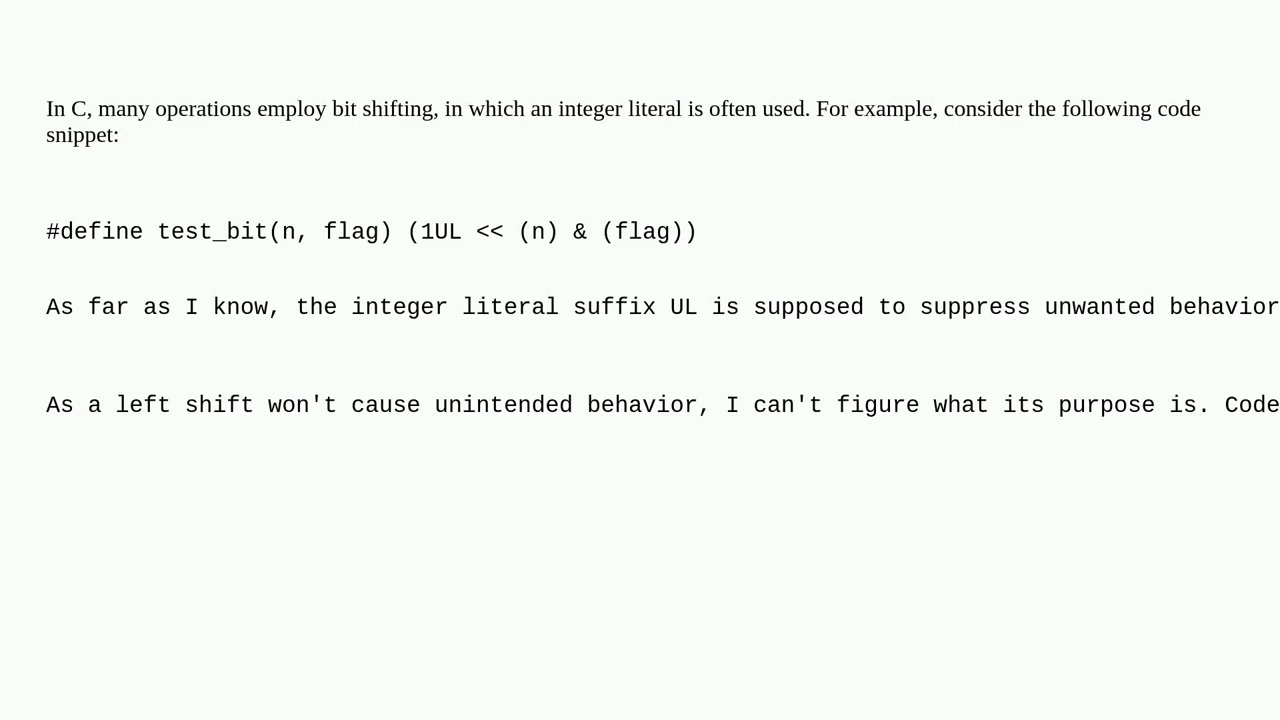 In C, many operations employ bit shifting, in which an integer literal is often used. For example, consider the following code
snippet:
#define test_bit(n, flag) (1UL << (n) & (flag))
As far as I know, the integer literal suffix UL is supposed to suppress unwanted behavior
As a left shift won't cause unintended behavior, I can't figure what its purpose is. Code